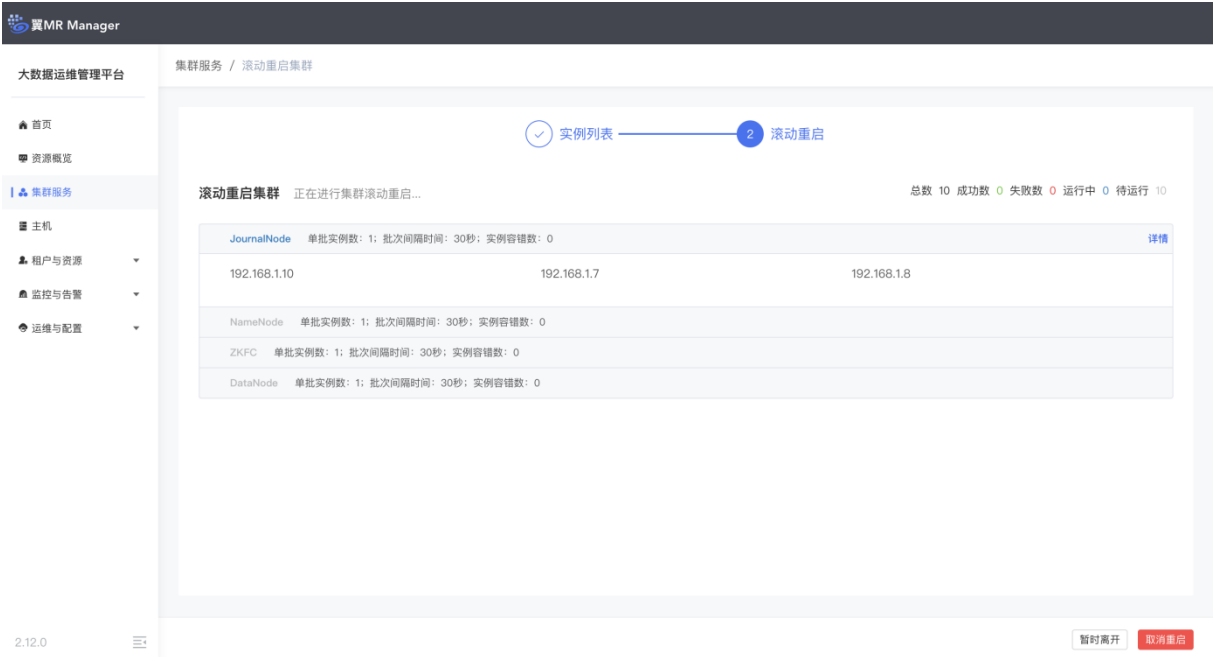 翼MR Manager
大数据运维管理平台
集群服务 / 滚动重启集群
首页
资源概览
集群服务
主机
租户与资源
监控与告警
运维与配置
实例列表
2 滚动重启
滚动重启集群 正在进行集群滚动重启...
总数 10 成功数 0 失败数 0 运行中 0 待运行 10
JournalNode 单批实例数：1；批次间隔时间：30秒；实例容错数：0 详情
192.168.1.10 192.168.1.7 192.168.1.8
NameNode 单批实例数：1；批次间隔时间：30秒；实例容错数：0
ZKFC 单批实例数：1；批次间隔时间：30秒；实例容错数：0
DataNode 单批实例数：1；批次间隔时间：30秒；实例容错数：0
2.12.0
暂时离开 取消重启